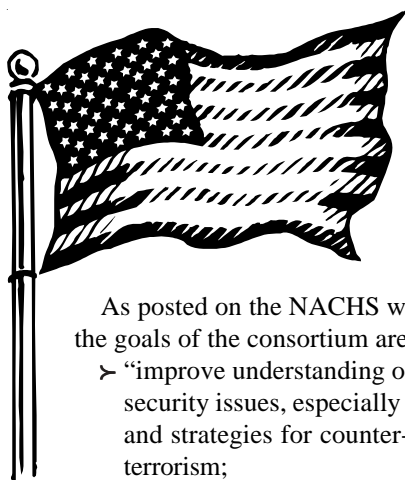 As posted on the NACHS w
the goals of the consortium are
➢ “improve understanding o
security issues, especially
and strategies for counter-
terrorism;